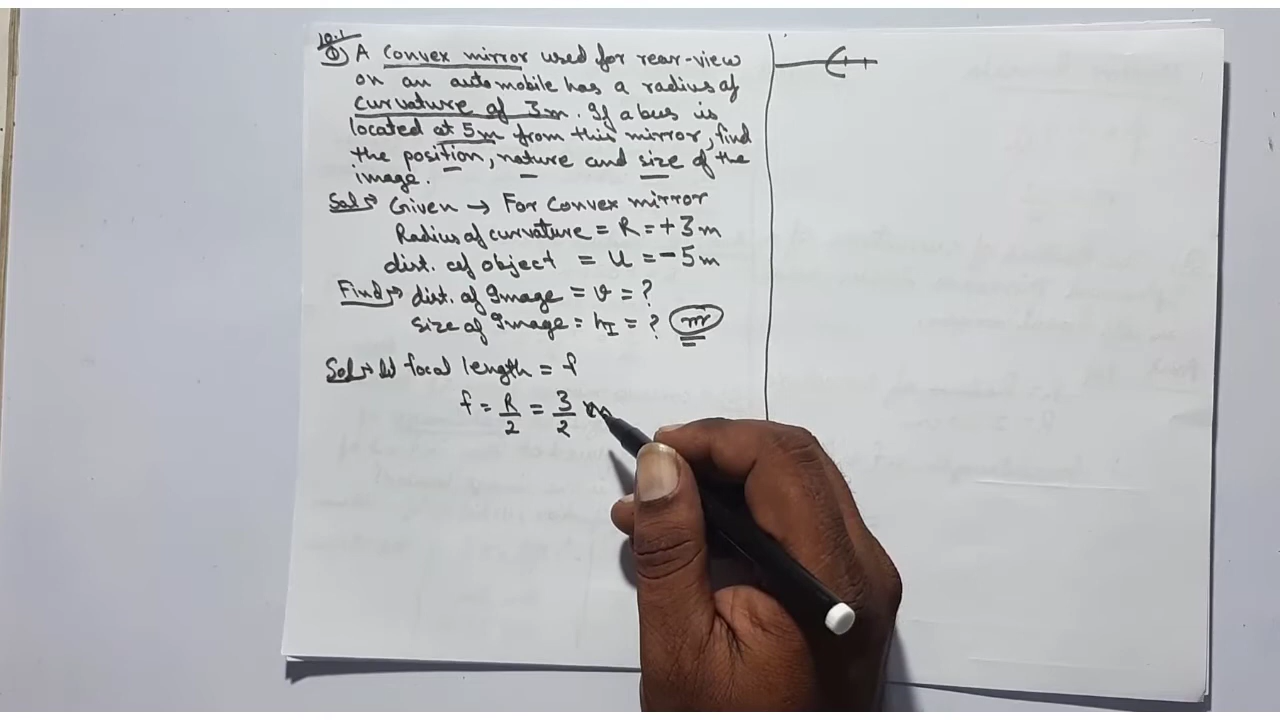 10.1
① A Convex mirror used for rear-view
on an automobile has a radius of
curvature of 3m. If a bus is
located at 5m from this mirror, find
the position, nature and size of the
image.
Sol→ Given → For Convex mirror
Radius of curvature = R = +3m
dist. of object = u = -5m
Find→ dist. of Image = v = ?
Size of Image = hI = ? m
Sol→ focal length = f
f = R/2 = 3/2 m